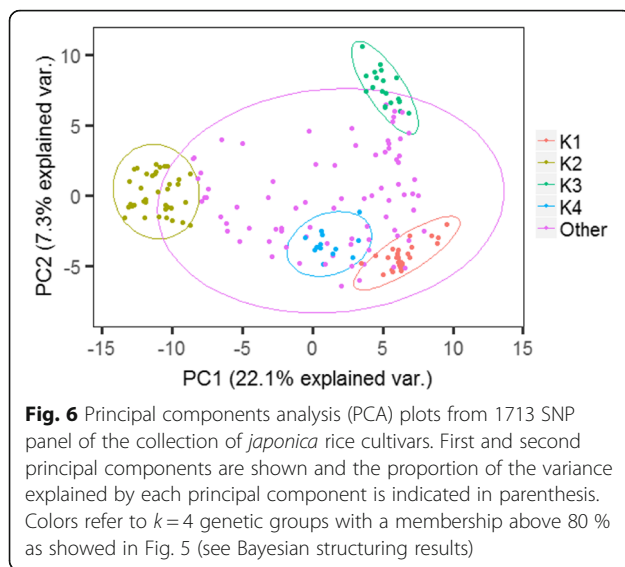 10
5
0
-5
PC2 (7.3% explained var.)
-15 -10 -5 0 5 10 15
PC1 (22.1% explained var.)
K1
K2
K3
K4
Other
Fig. 6 Principal components analysis (PCA) plots from 1713 SNP
panel of the collection of japonica rice cultivars. First and second
principal components are shown and the proportion of the variance
explained by each principal component is indicated in parenthesis.
Colors refer to k = 4 genetic groups with a membership above 80 %
as showed in Fig. 5 (see Bayesian structuring results)